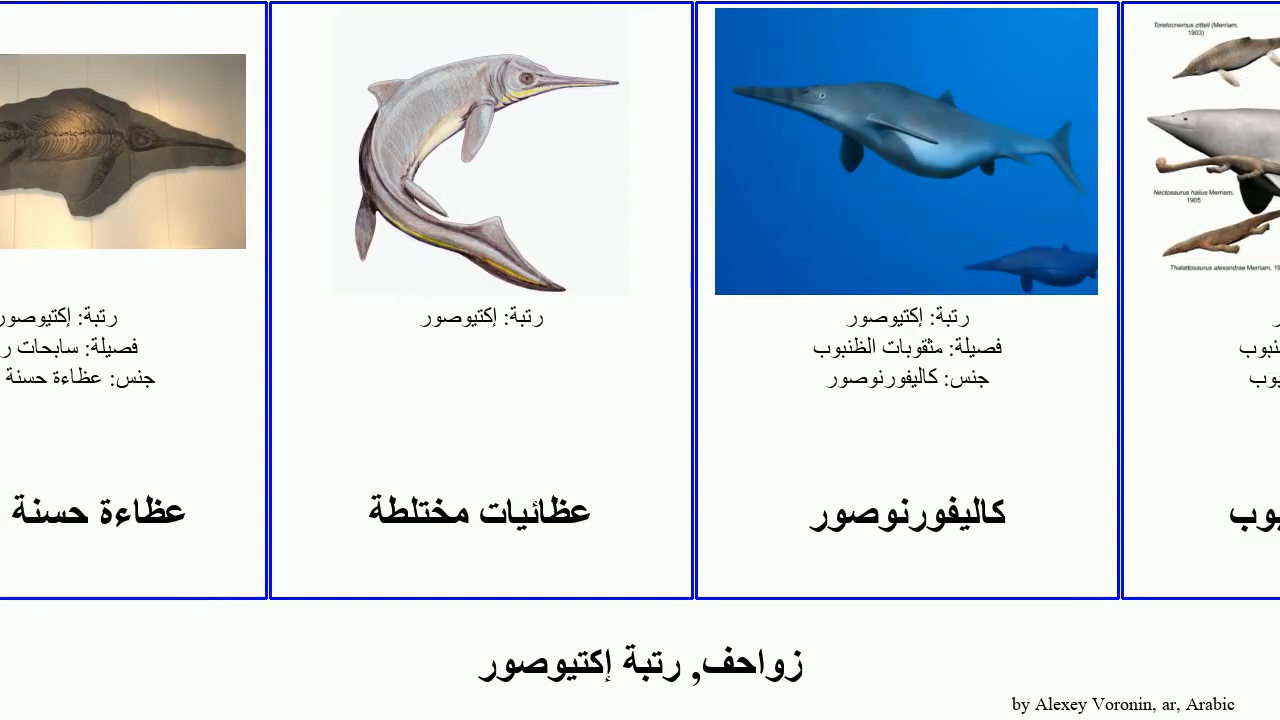 رتبة: إكتيوصور
فصيلة: سابحات
جنس: عظاءة حسنة
عظاءة حسنة
رتبة: إكتيوصور
عظائيات مختلطة
رتبة: إكتيوصور
فصيلة: مثقوبات الظنبوب
جنس: كاليفورنوصور
كاليفورنوصور
Toretocnemus zitteli (Merriam,
1903)
Nectosaurus halius Merriam,
1905
Thalattosaurus alexandrae Merriam,
زواحف, رتبة إكتيوصور
by Alexey Voronin, ar, Arabic